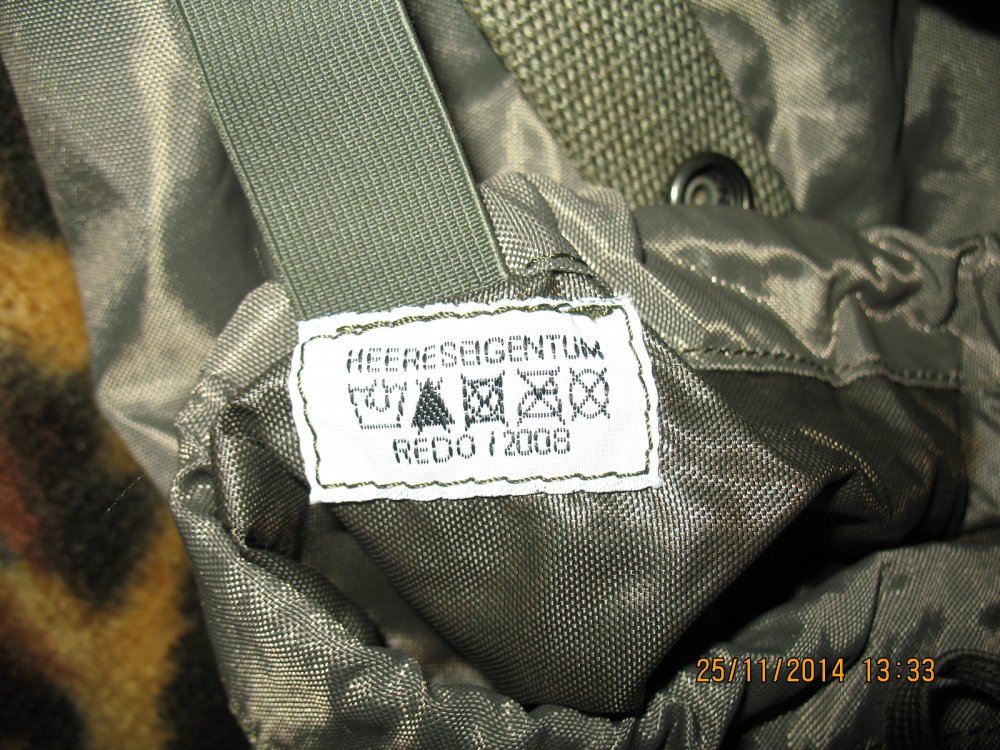 HEERESEIGENTUM
REDO / 2008
25/11/2014 13:33